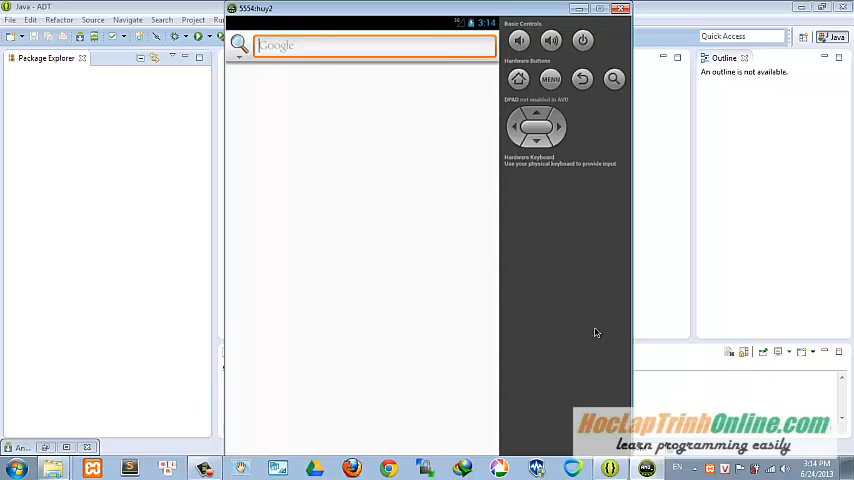 Java - ADT
File Edit Refactor Source Navigate Search Project
5554:huy2
Quick Access
Java
Package Explorer
3G 3:14
Google
Basic Controls
Hardware Buttons
MENU
DPAD not enabled in AVD
Hardware Keyboard
Use your physical keyboard to provide input
Outline
An outline is not available.
HocLapTrinhOnline.com
learn programming easily
An...
EN
3:14 PM
6/24/2013